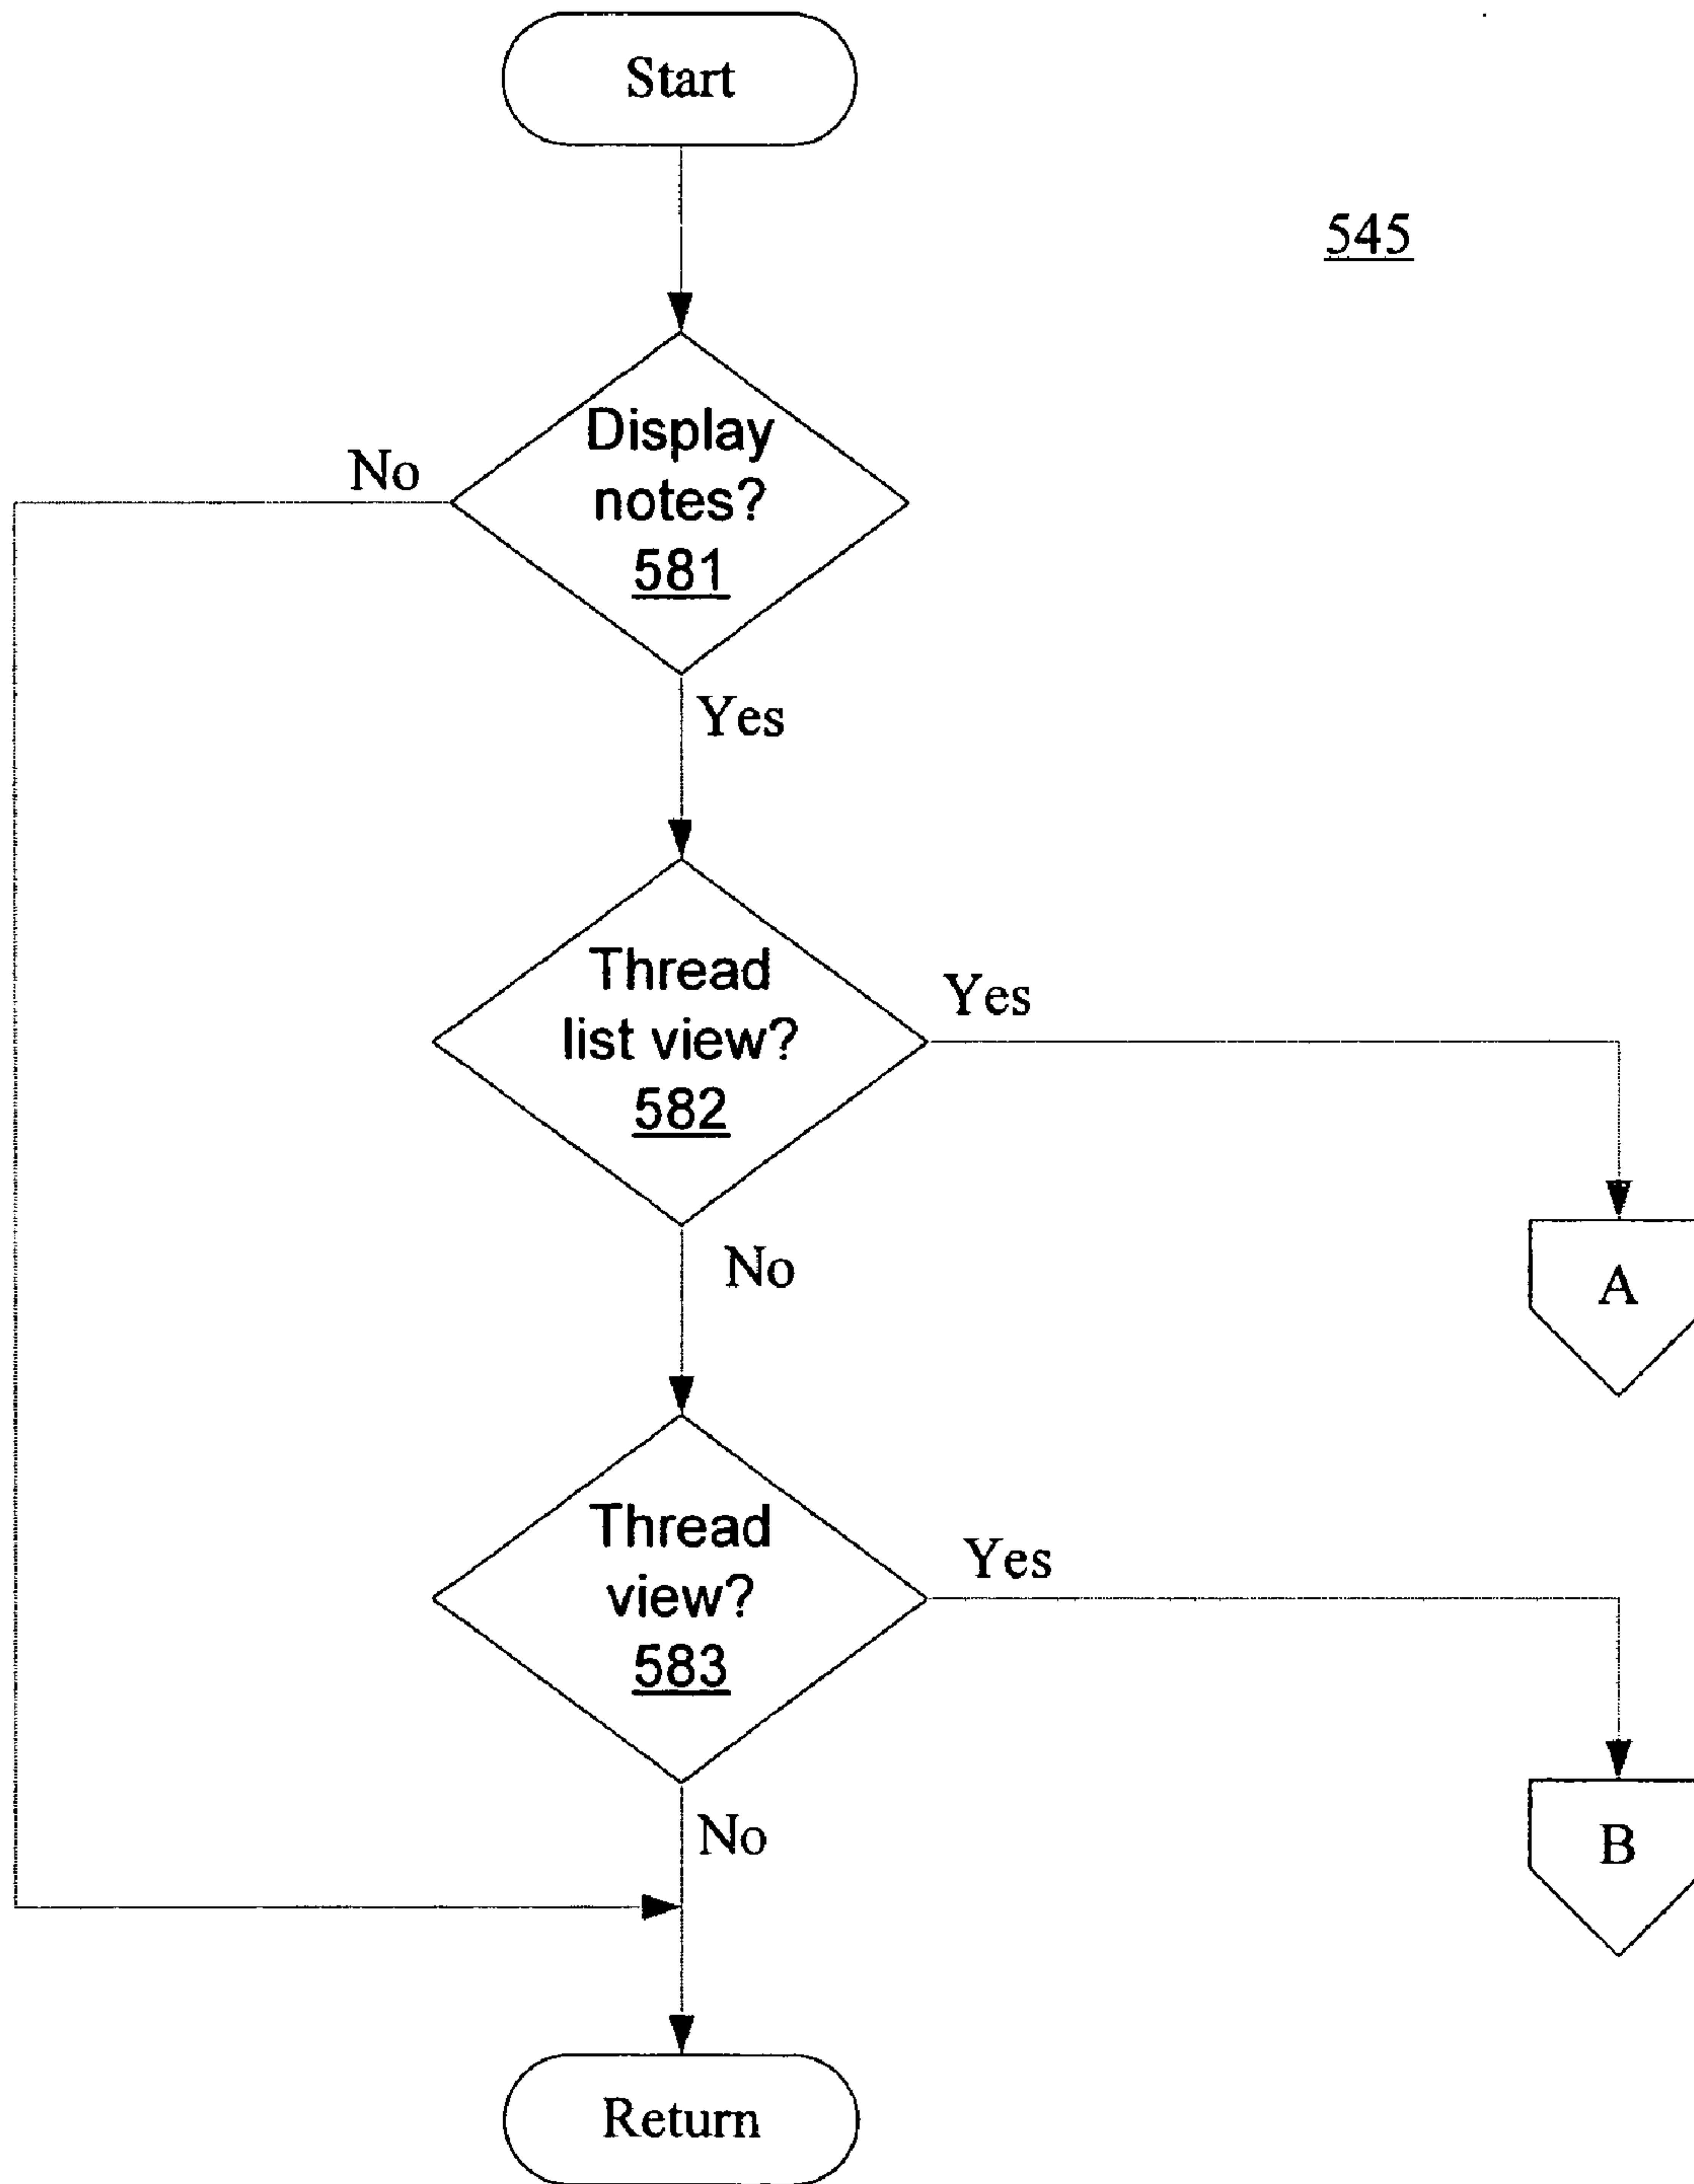 Start
545
Display
notes?
581
No
Yes
Thread
list view?
582
Yes
No
A
Thread
view?
583
Yes
No
B
Return